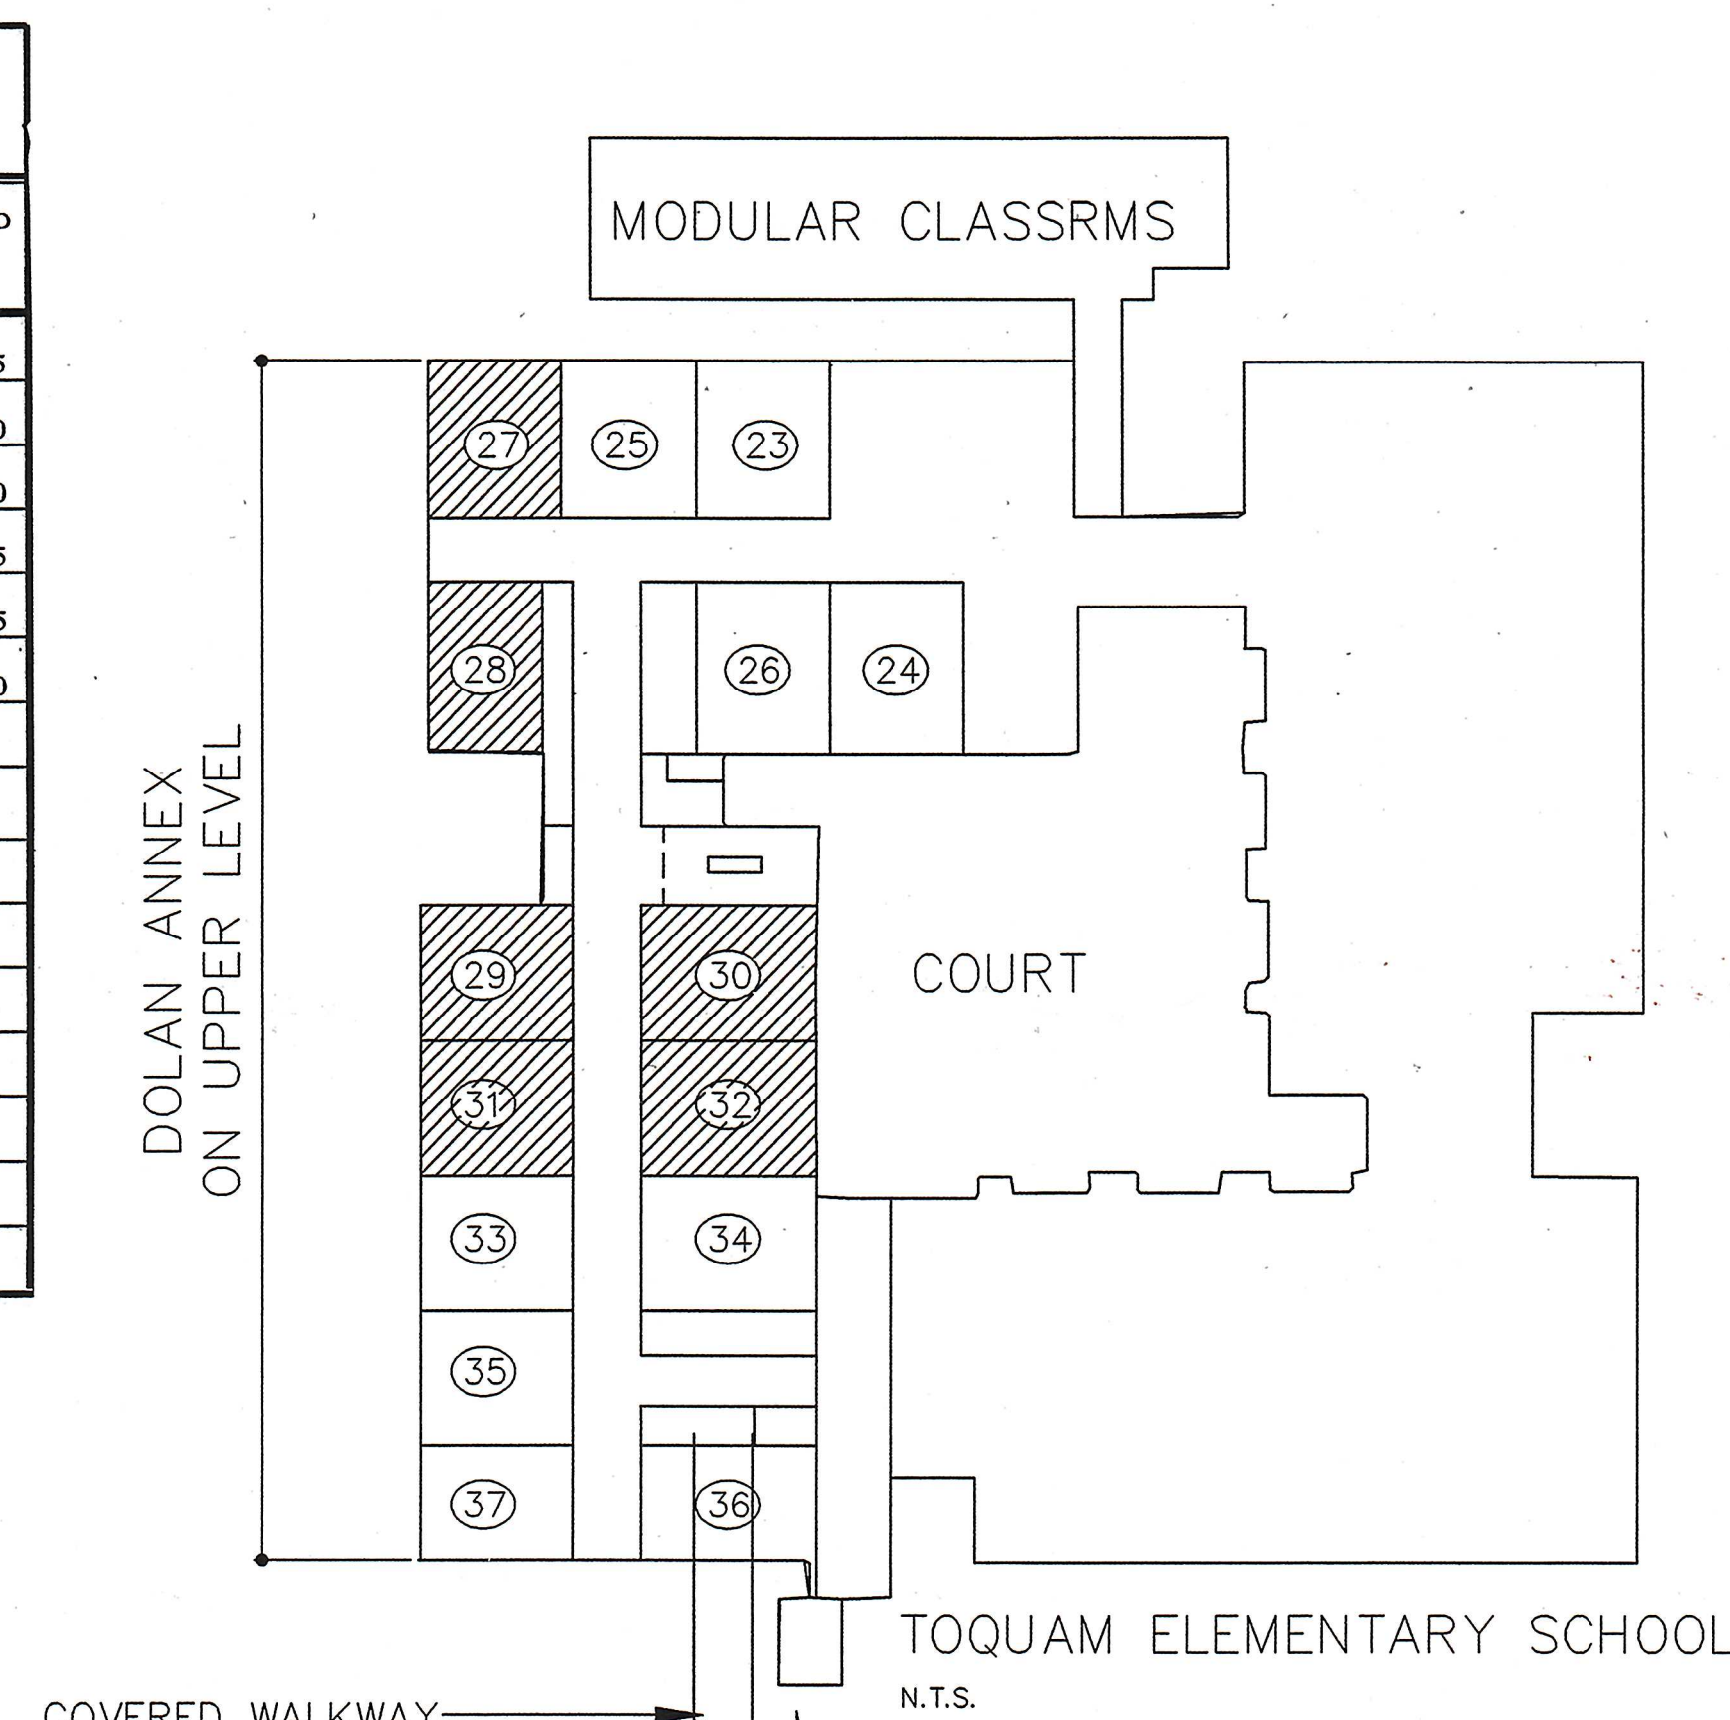 MODULAR CLASSRMS
27 25 23
28 26 24
DOLAN ANNEX
ON UPPER LEVEL
29 30
COURT
31 32
33 34
35
37 36
TOQUAM ELEMENTARY SCHOOL
N.T.S.
COVERED WALKWAY